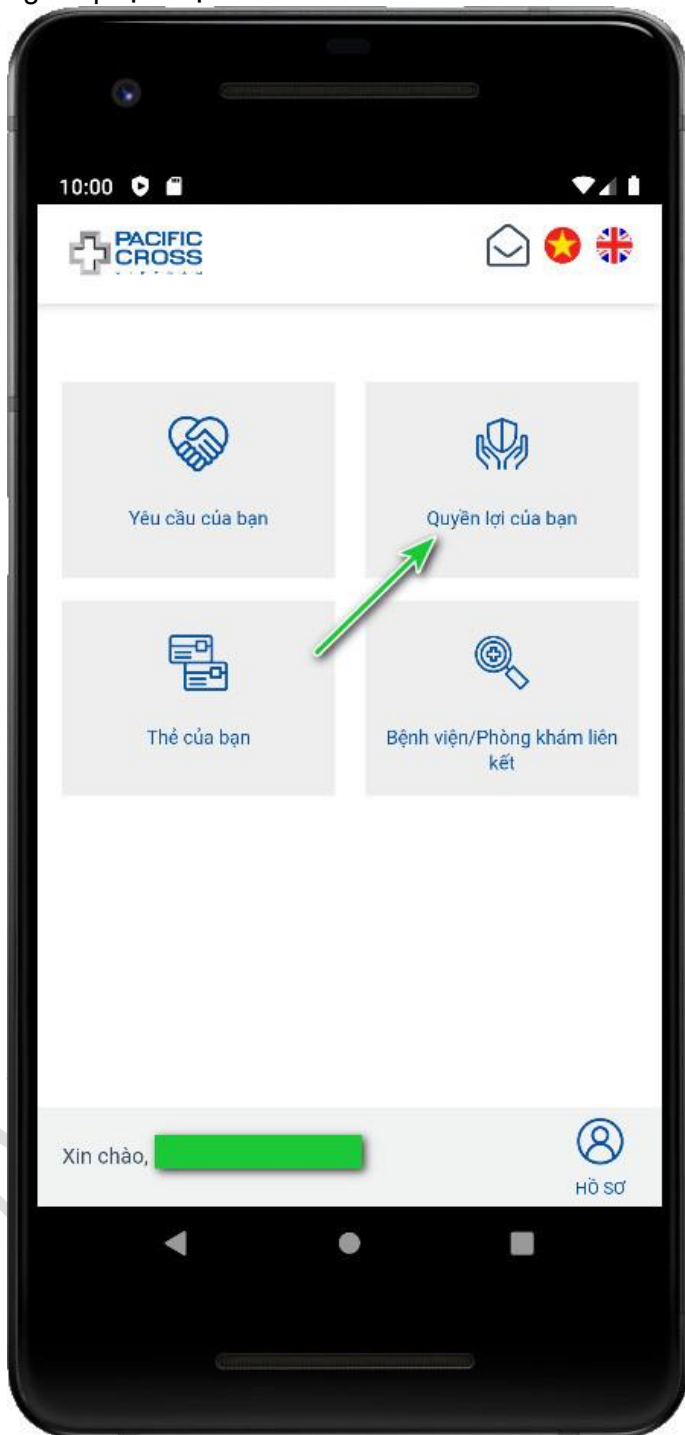 10:00
PACIFIC
CROSS
VIETNAM
Yêu cầu của bạn
Quyền lợi của bạn
Thẻ của bạn
Bệnh viện/Phòng khám liên
kết
Xin chào,
HỒ SƠ